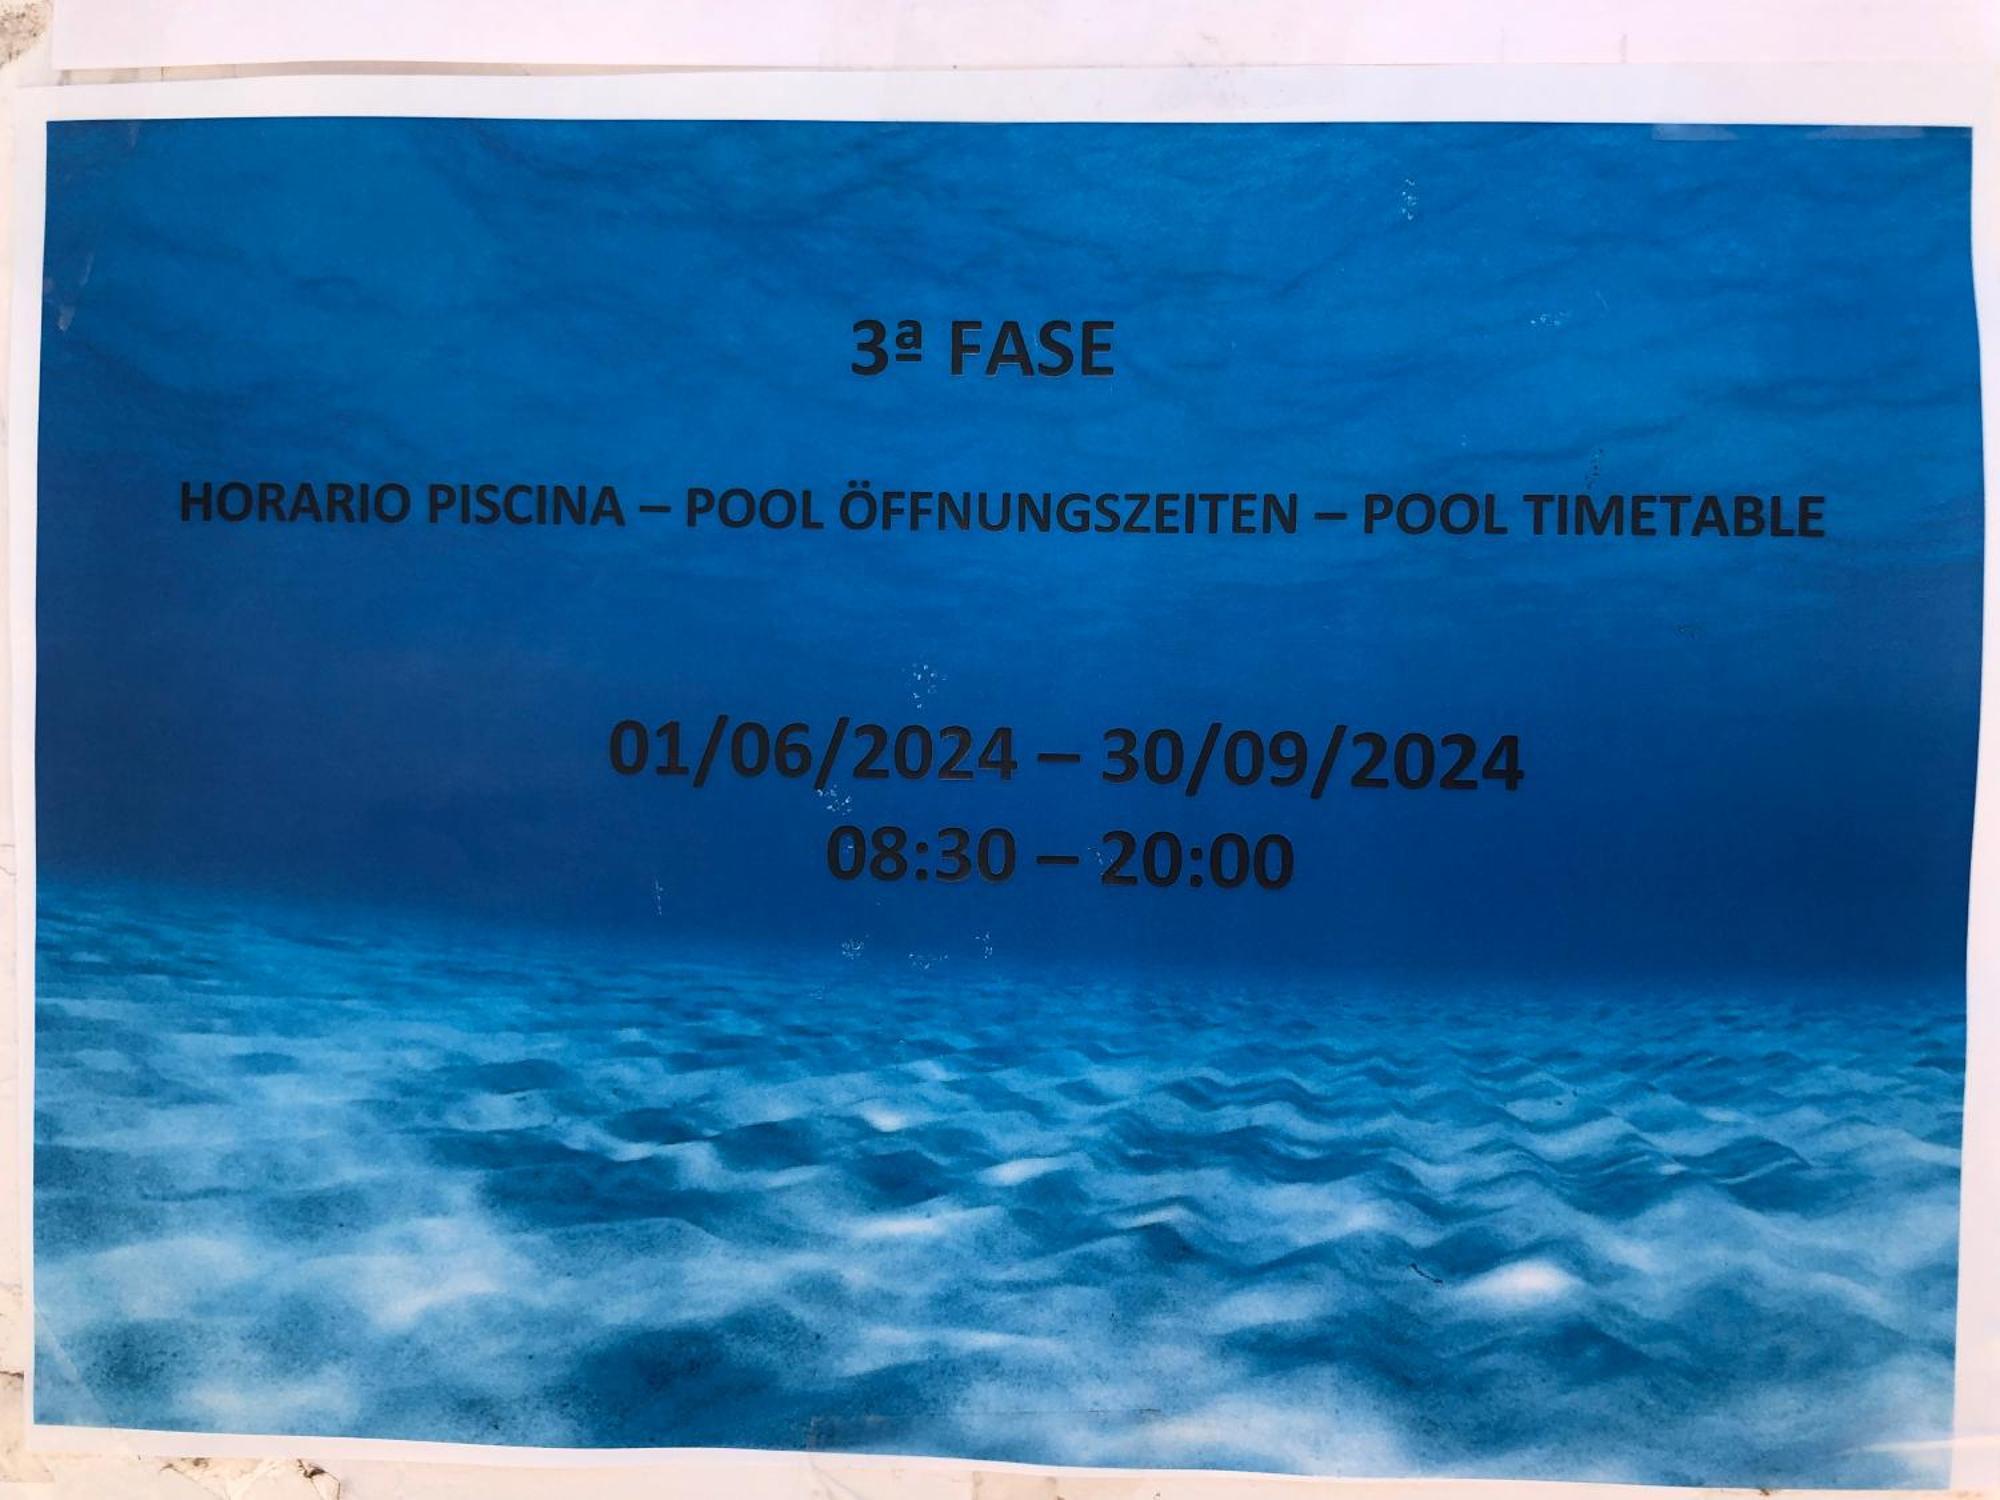 3ª FASE
HORARIO PISCINA – POOL ÖFFNUNGSZEITEN – POOL TIMETABLE
01/06/2024 – 30/09/2024
08:30 – 20:00